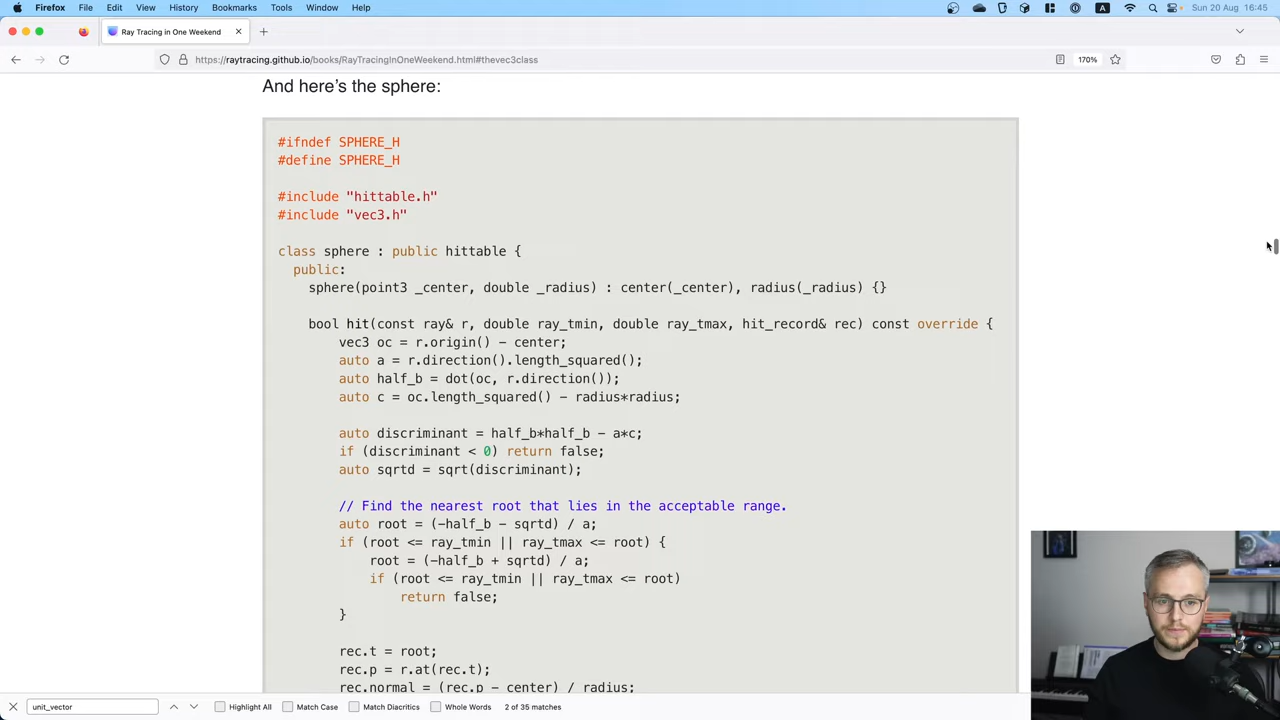 Firefox File Edit View History Bookmarks Tools Window Help A Sun 20 Aug 16:45
Ray Tracing in One Weekend
https://raytracing.github.io/books/RayTracingInOneWeekend.html#thevec3class 170%
And here’s the sphere:
#ifndef SPHERE_H
#define SPHERE_H
#include "hittable.h"
#include "vec3.h"
class sphere : public hittable {
public:
sphere(point3 _center, double _radius) : center(_center), radius(_radius) {}
bool hit(const ray& r, double ray_tmin, double ray_tmax, hit_record& rec) const override {
vec3 oc = r.origin() - center;
auto a = r.direction().length_squared();
auto half_b = dot(oc, r.direction());
auto c = oc.length_squared() - radius*radius;
auto discriminant = half_b*half_b - a*c;
if (discriminant < 0) return false;
auto sqrtd = sqrt(discriminant);
// Find the nearest root that lies in the acceptable range.
auto root = (-half_b - sqrtd) / a;
if (root <= ray_tmin || ray_tmax <= root) {
root = (-half_b + sqrtd) / a;
if (root <= ray_tmin || ray_tmax <= root)
return false;
}
rec.t = root;
rec.p = r.at(rec.t);
rec.normal = (rec.p - center) / radius;
unit_vector Highlight All Match Case Match Diacritics Whole Words 2 of 35 matches